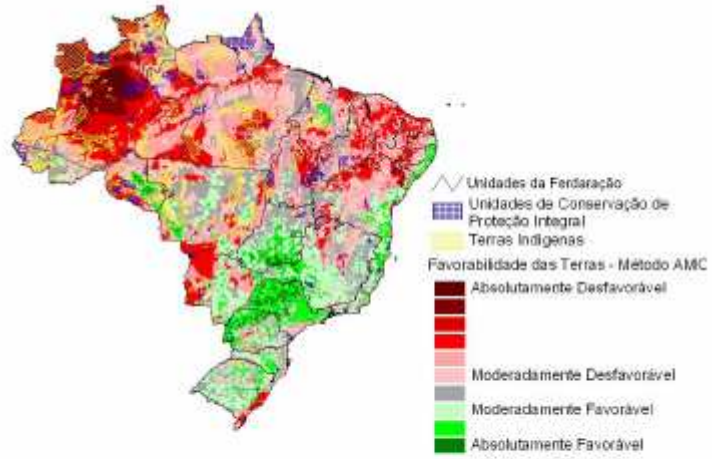 Unidades da Ferdaração
Unidades de Conservação de
Proteção Integral
Terras Indígenas
Favorabilidade das Terras - Método AMC
Absolutamente Desfavorável
Moderadamente Desfavorável
Moderadamente Favorável
Absolutamente Favorável